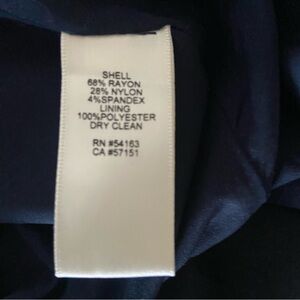 SHELL
68% RAYON
28% NYLON
4%SPANDEX
LINING
100%POLYESTER
DRY CLEAN
RN #54163
CA #57151